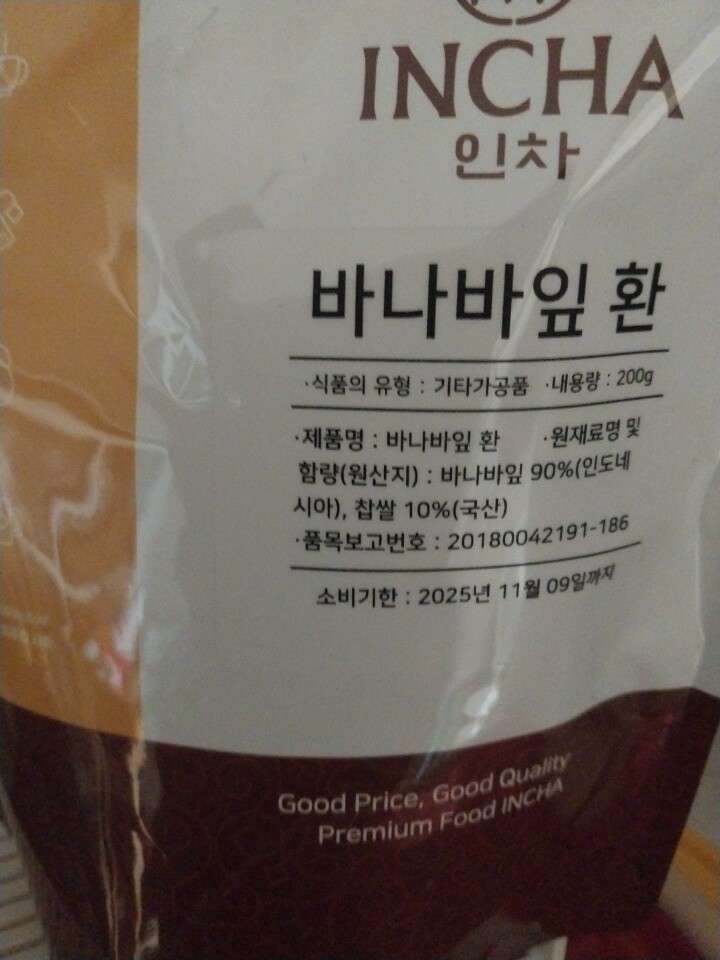 INCHA
인차
바나바잎 환
·식품의 유형 : 기타가공품 ·내용량 : 200g
·제품명 : 바나바잎 환 ·원재료명 및
함량(원산지) : 바나바잎 90%(인도네
시아), 찹쌀 10%(국산)
·품목보고번호 : 20180042191-186
소비기한 : 2025년 11월 09일까지
Good Price, Good Quality
Premium Food INCHA